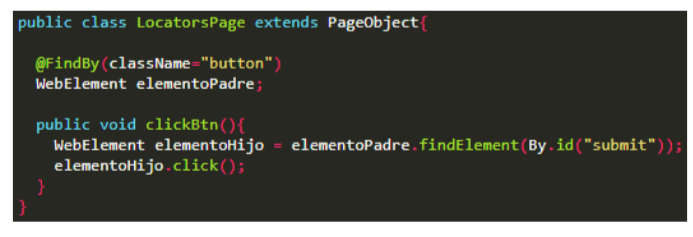 public class LocatorsPage extends PageObject{
@FindBy(className="button")
WebElement elementoPadre;
public void clickBtn(){
WebElement elementoHijo = elementoPadre.findElement(By.id("submit"));
elementoHijo.click();
}
}